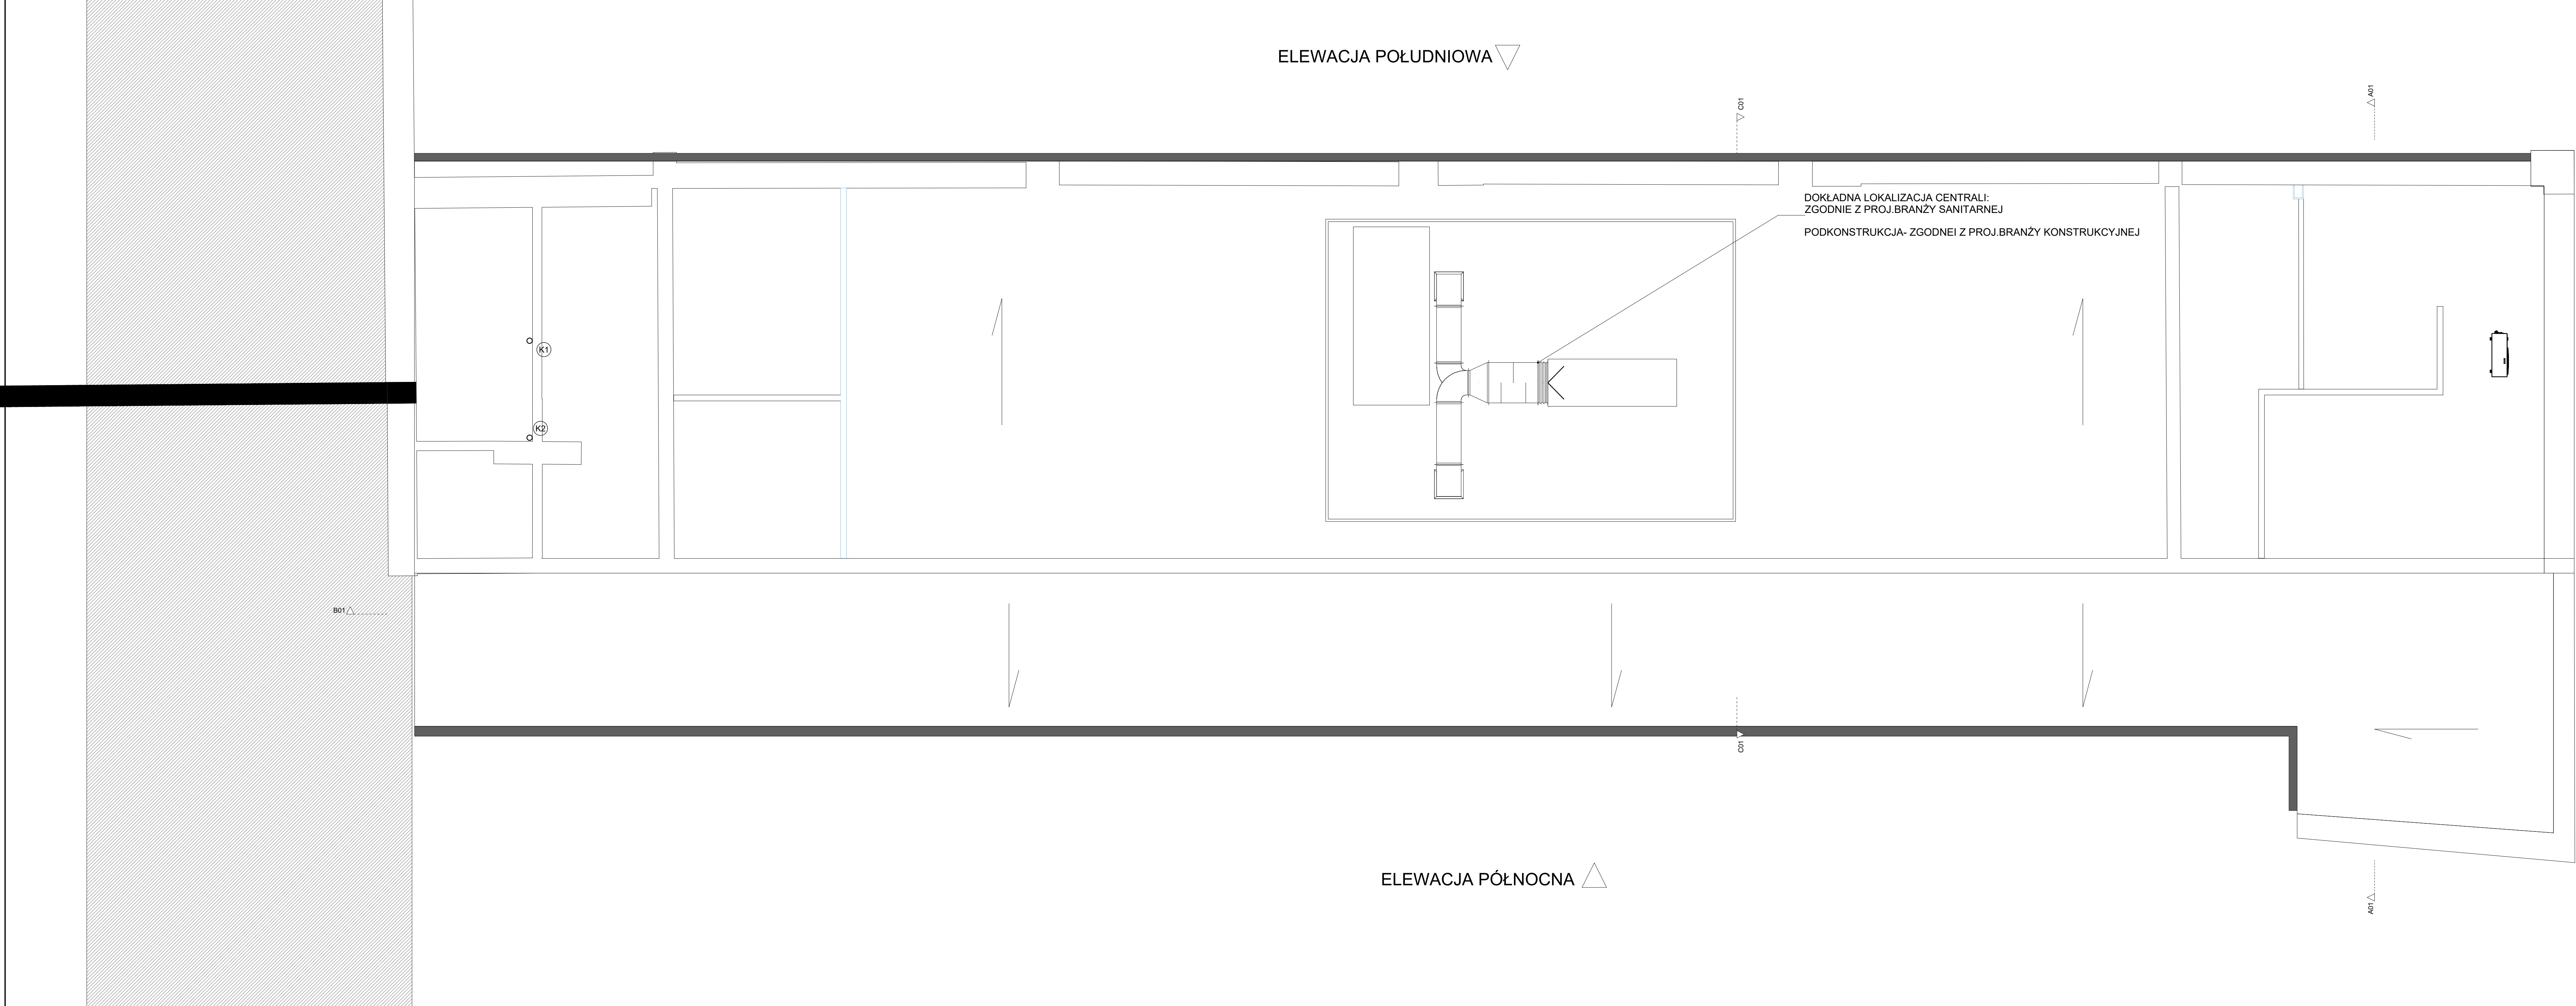 ELEWACJA POŁUDNIOWA
C01
A01
DOKŁADNA LOKALIZACJA CENTRALI:
ZGODNIE Z PROJ.BRANŻY SANITARNEJ
PODKONSTRUKCJA- ZGODNEI Z PROJ.BRANŻY KONSTRUKCYJNEJ
K1
K2
B01
C01
ELEWACJA PÓŁNOCNA
A01